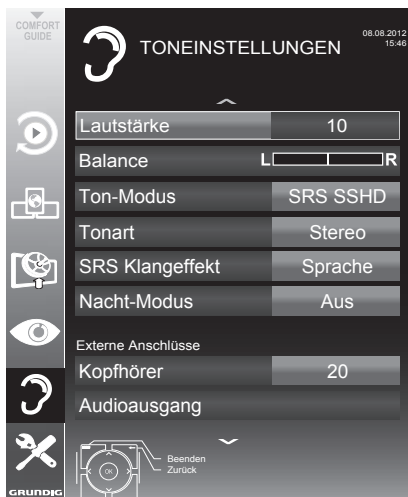 COMFORT
GUIDE
TONEINSTELLUNGEN
08.08.2012
15:46
Lautstärke 10
Balance L R
Ton-Modus SRS SSHD
Tonart Stereo
SRS Klangeffekt Sprache
Nacht-Modus Aus
Externe Anschlüsse
Kopfhörer 20
Audioausgang
OK
Beenden
Zurück
GRUNDIG